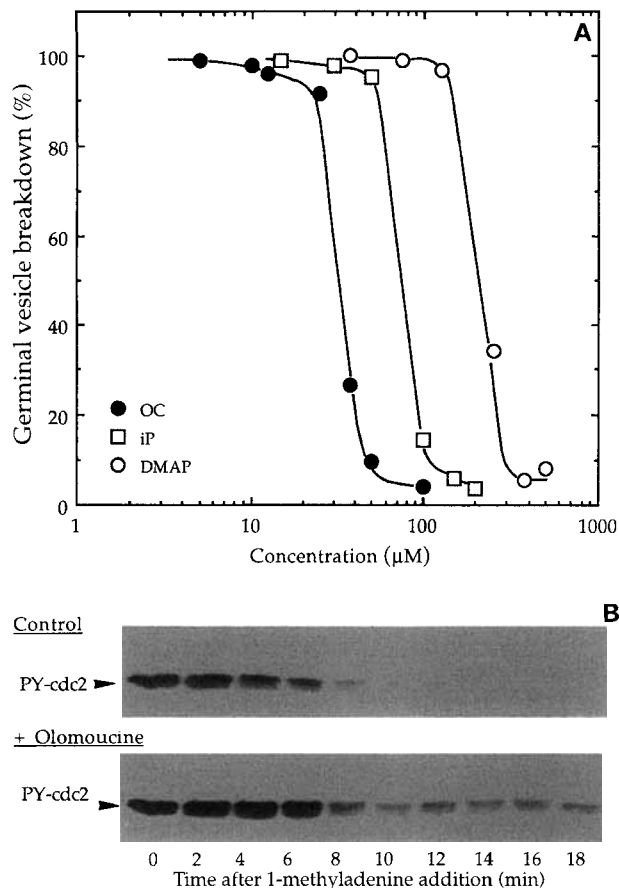 A
Germinal vesicle breakdown (%)
100
80
60
40
20
0
OC
iP
DMAP
1 10 100 1000
Concentration (µM)
B
Control
PY-cdc2
+ Olomoucine
PY-cdc2
0 2 4 6 8 10 12 14 16 18
Time after 1-methyladenine addition (min)